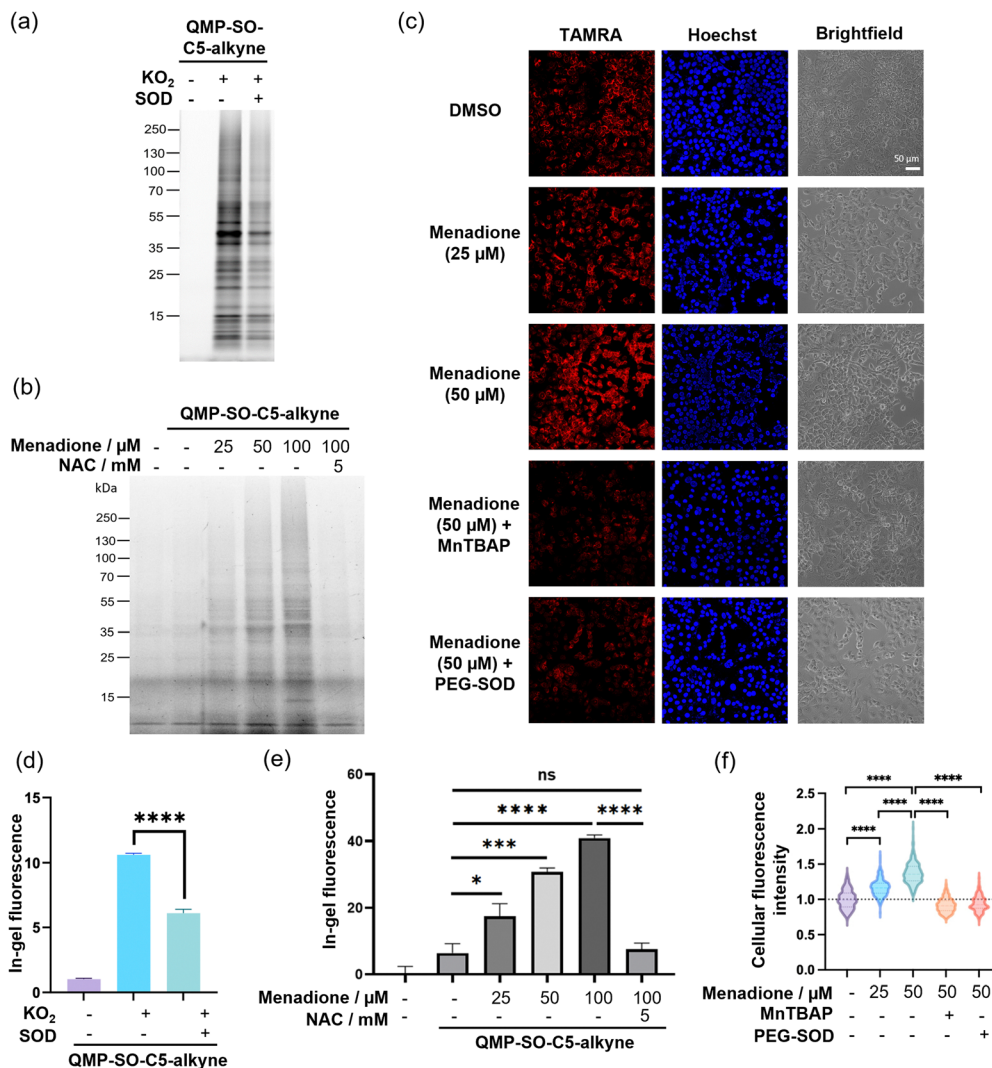 (a)
QMP-SO-
C5-alkyne
KO2 - + +
SOD - - +
250
130
100
70
55
35
25
15
(b)
QMP-SO-C5-alkyne
Menadione / µM - - 25 50 100 100
NAC / mM - - - - - 5
kDa
250
130
100
70
55
35
25
15
(c)
TAMRA Hoechst Brightfield
DMSO
50 µm
Menadione
(25 µM)
Menadione
(50 µM)
Menadione
(50 µM) +
MnTBAP
Menadione
(50 µM) +
PEG-SOD
(d)
In-gel fluorescence
15
10
5
0
****
KO2 - + +
SOD - - +
QMP-SO-C5-alkyne
(e)
In-gel fluorescence
60
40
20
0
ns
**** ****
***
*
Menadione / µM - - 25 50 100 100
NAC / mM - - - - - 5
QMP-SO-C5-alkyne
(f)
Cellular fluorescence
intensity
2.5
2.0
1.5
1.0
0.5
0.0
**** ****
**** ****
****
Menadione / µM - 25 50 50 50
MnTBAP - - - + -
PEG-SOD - - - - +